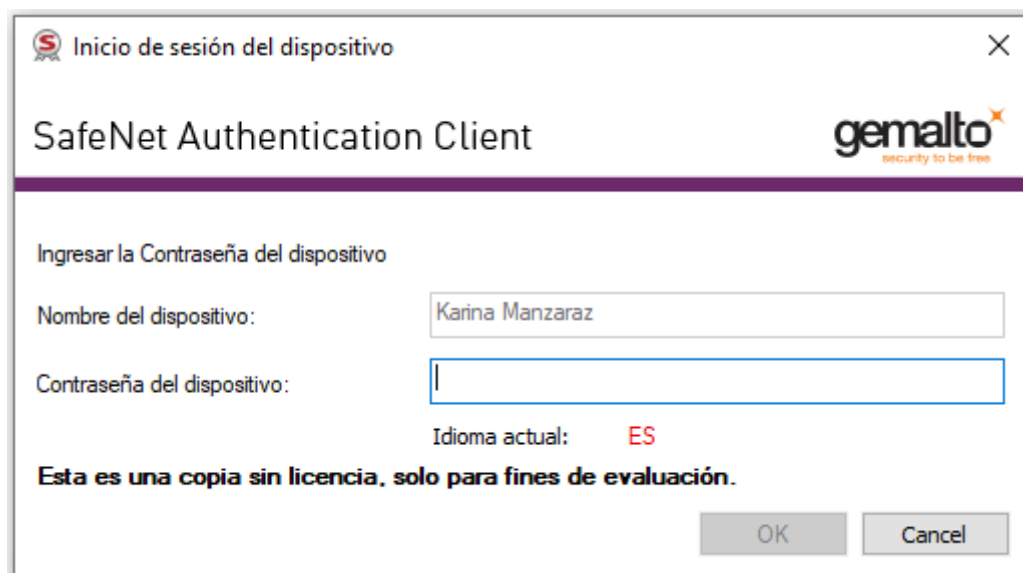 Inicio de sesión del dispositivo
SafeNet Authentication Client
gemalto
security to be free
Ingresar la Contraseña del dispositivo
Nombre del dispositivo: Karina Manzaraz
Contraseña del dispositivo:
Idioma actual: ES
Esta es una copia sin licencia, solo para fines de evaluación.
OK Cancel